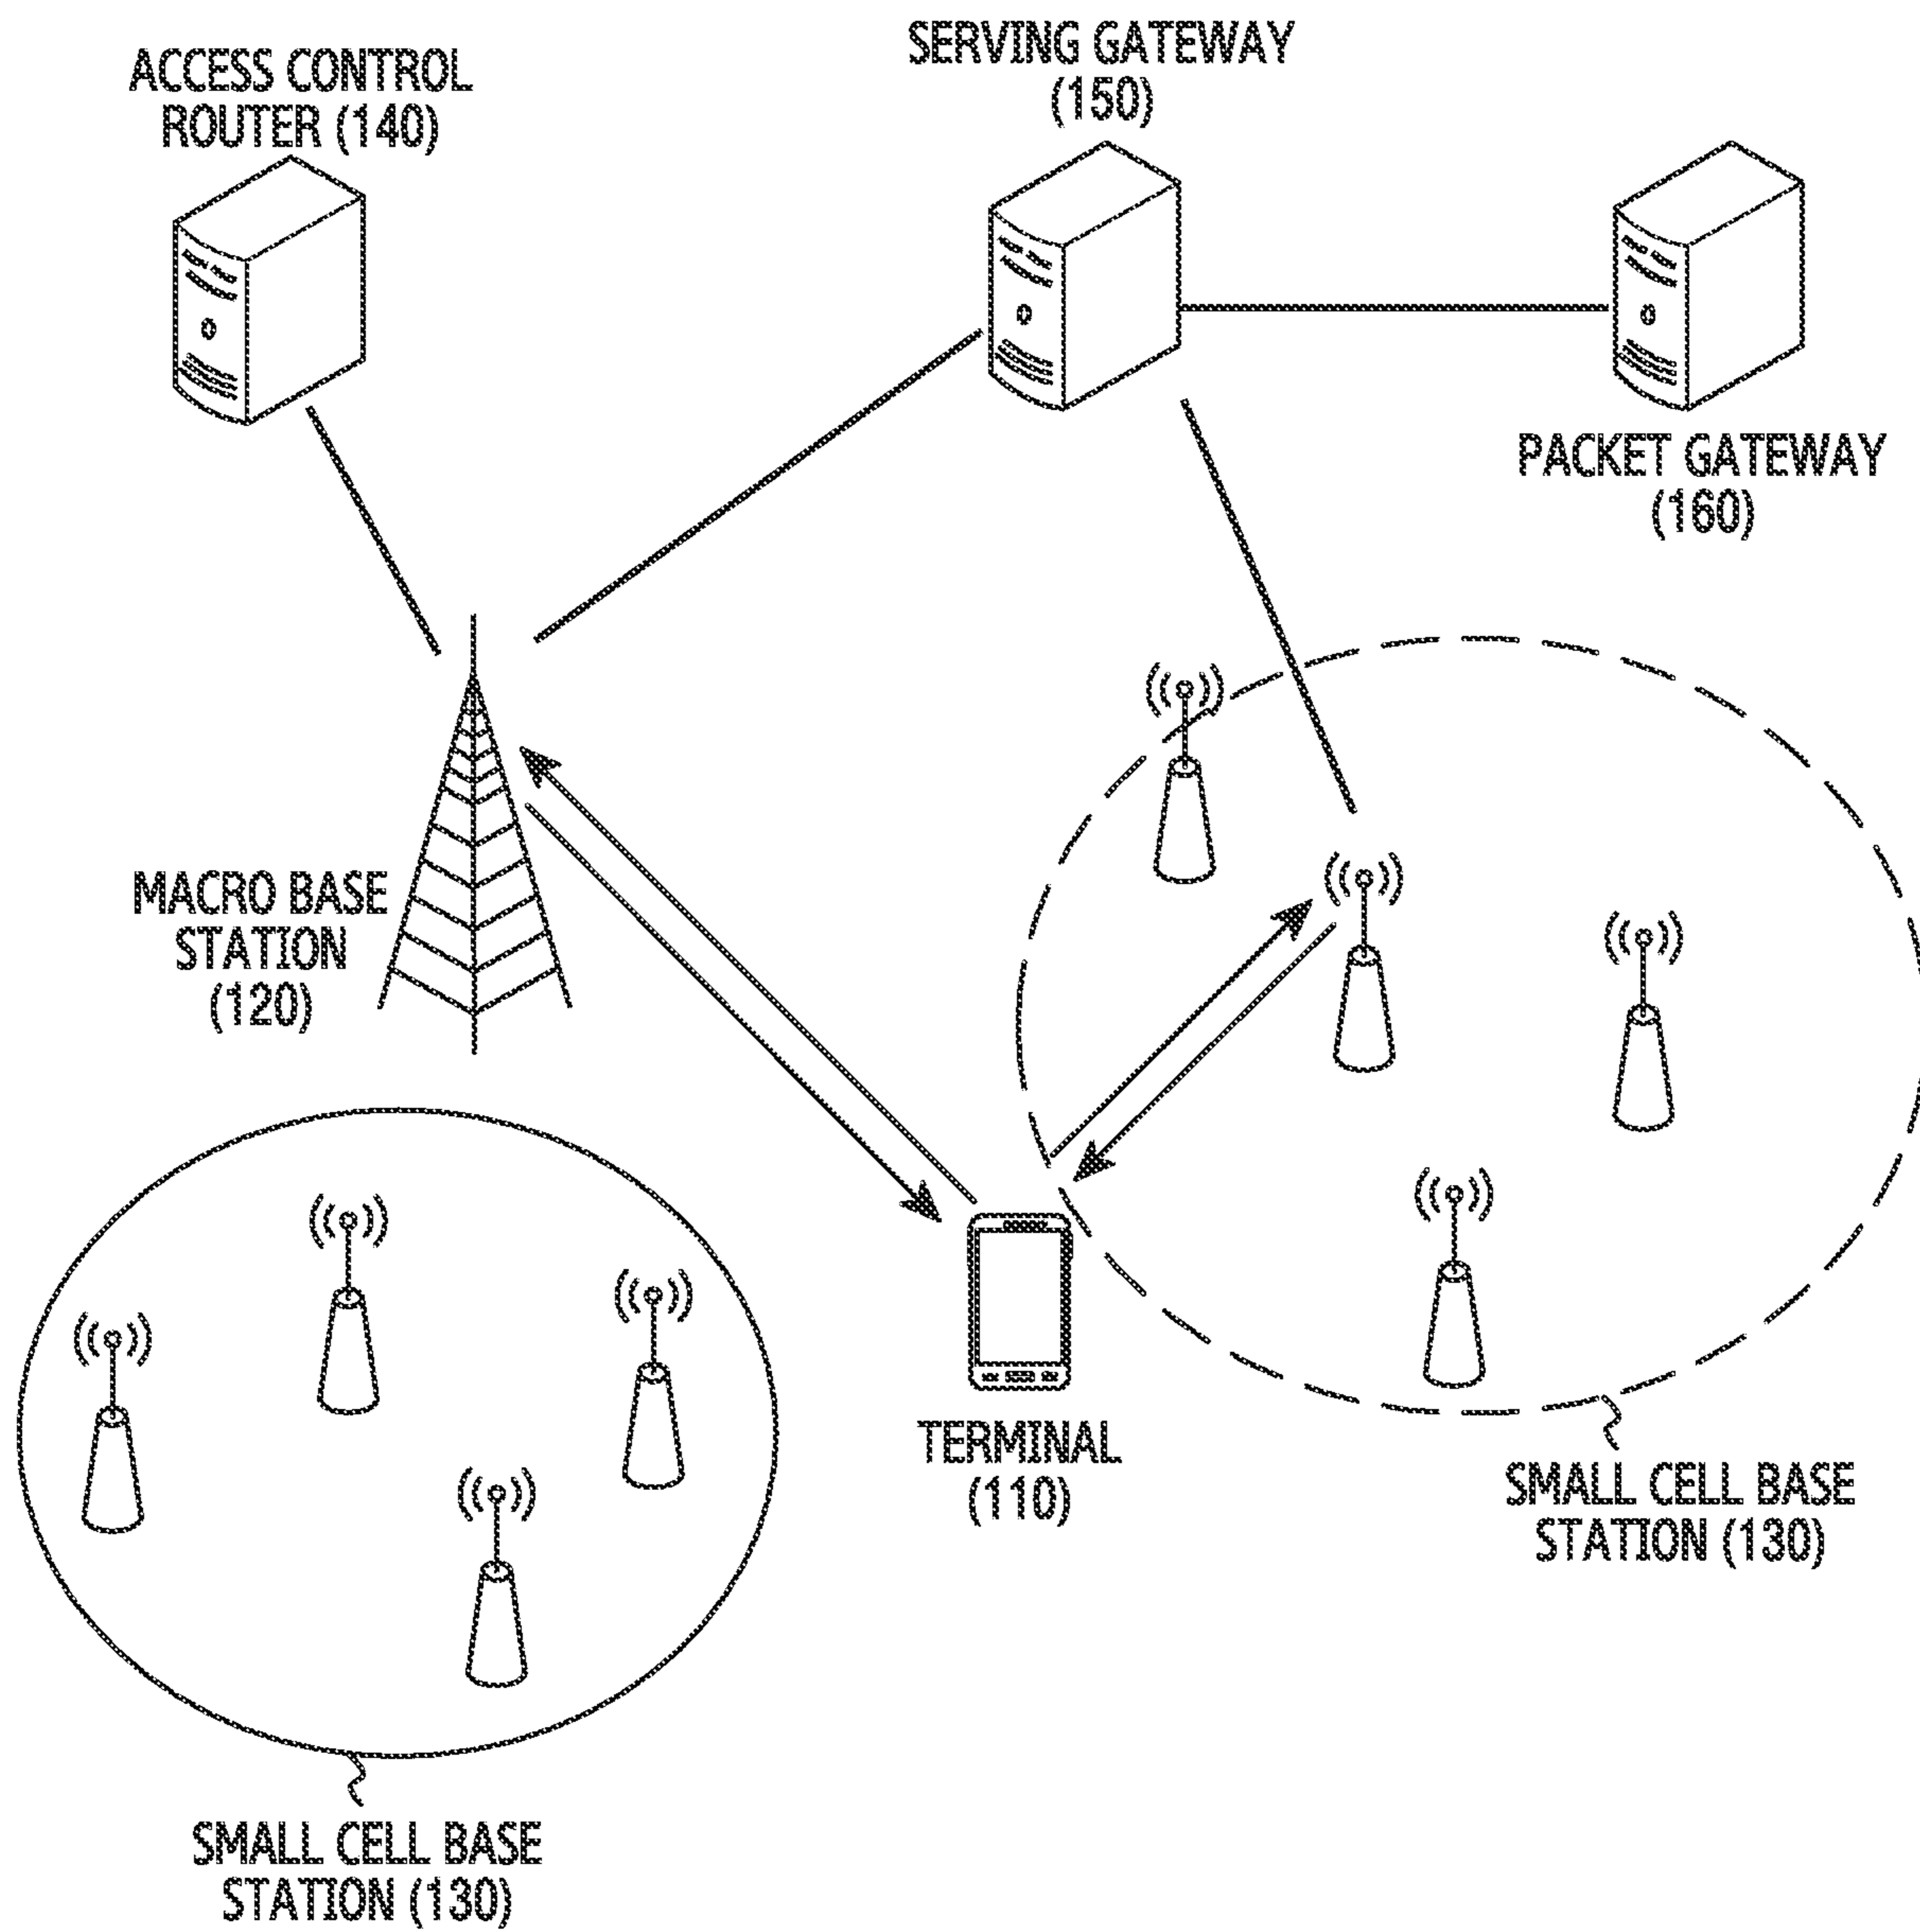 ACCESS CONTROL
ROUTER (140)
SERVING GATEWAY
(150)
PACKET GATEWAY
(160)
MACRO BASE
STATION
(120)
TERMINAL
(110)
SMALL CELL BASE
STATION (130)
SMALL CELL BASE
STATION (130)